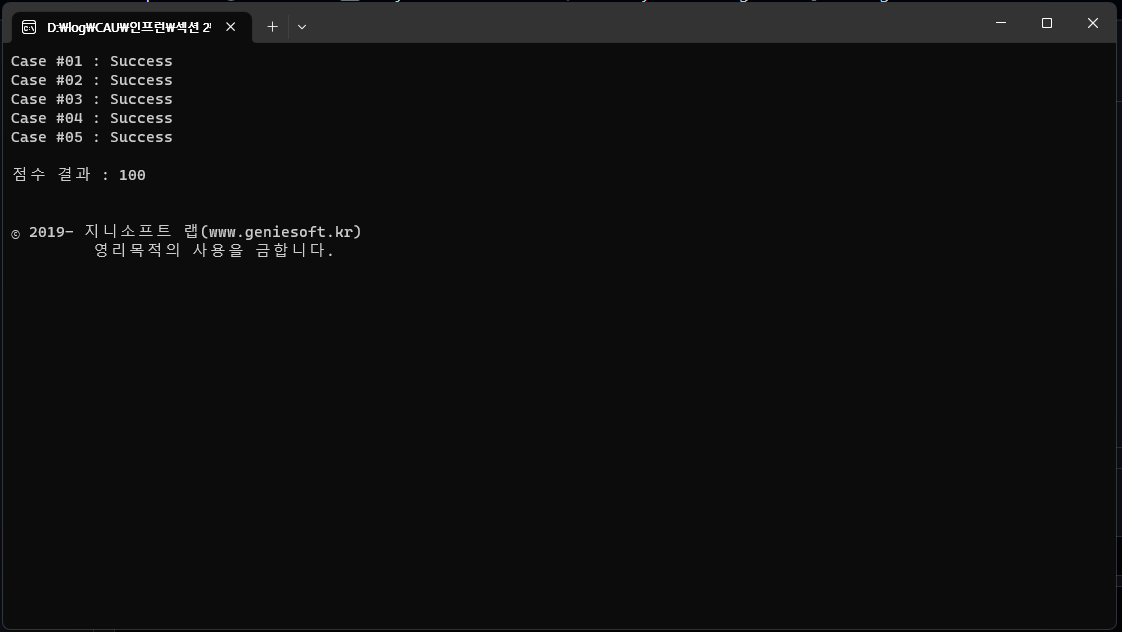 D:\log\CAU\인프런\섹션 2
Case #01 : Success
Case #02 : Success
Case #03 : Success
Case #04 : Success
Case #05 : Success
점수 결과 : 100
© 2019- 지니소프트 랩(www.geniesoft.kr)
영리목적의 사용을 금합니다.